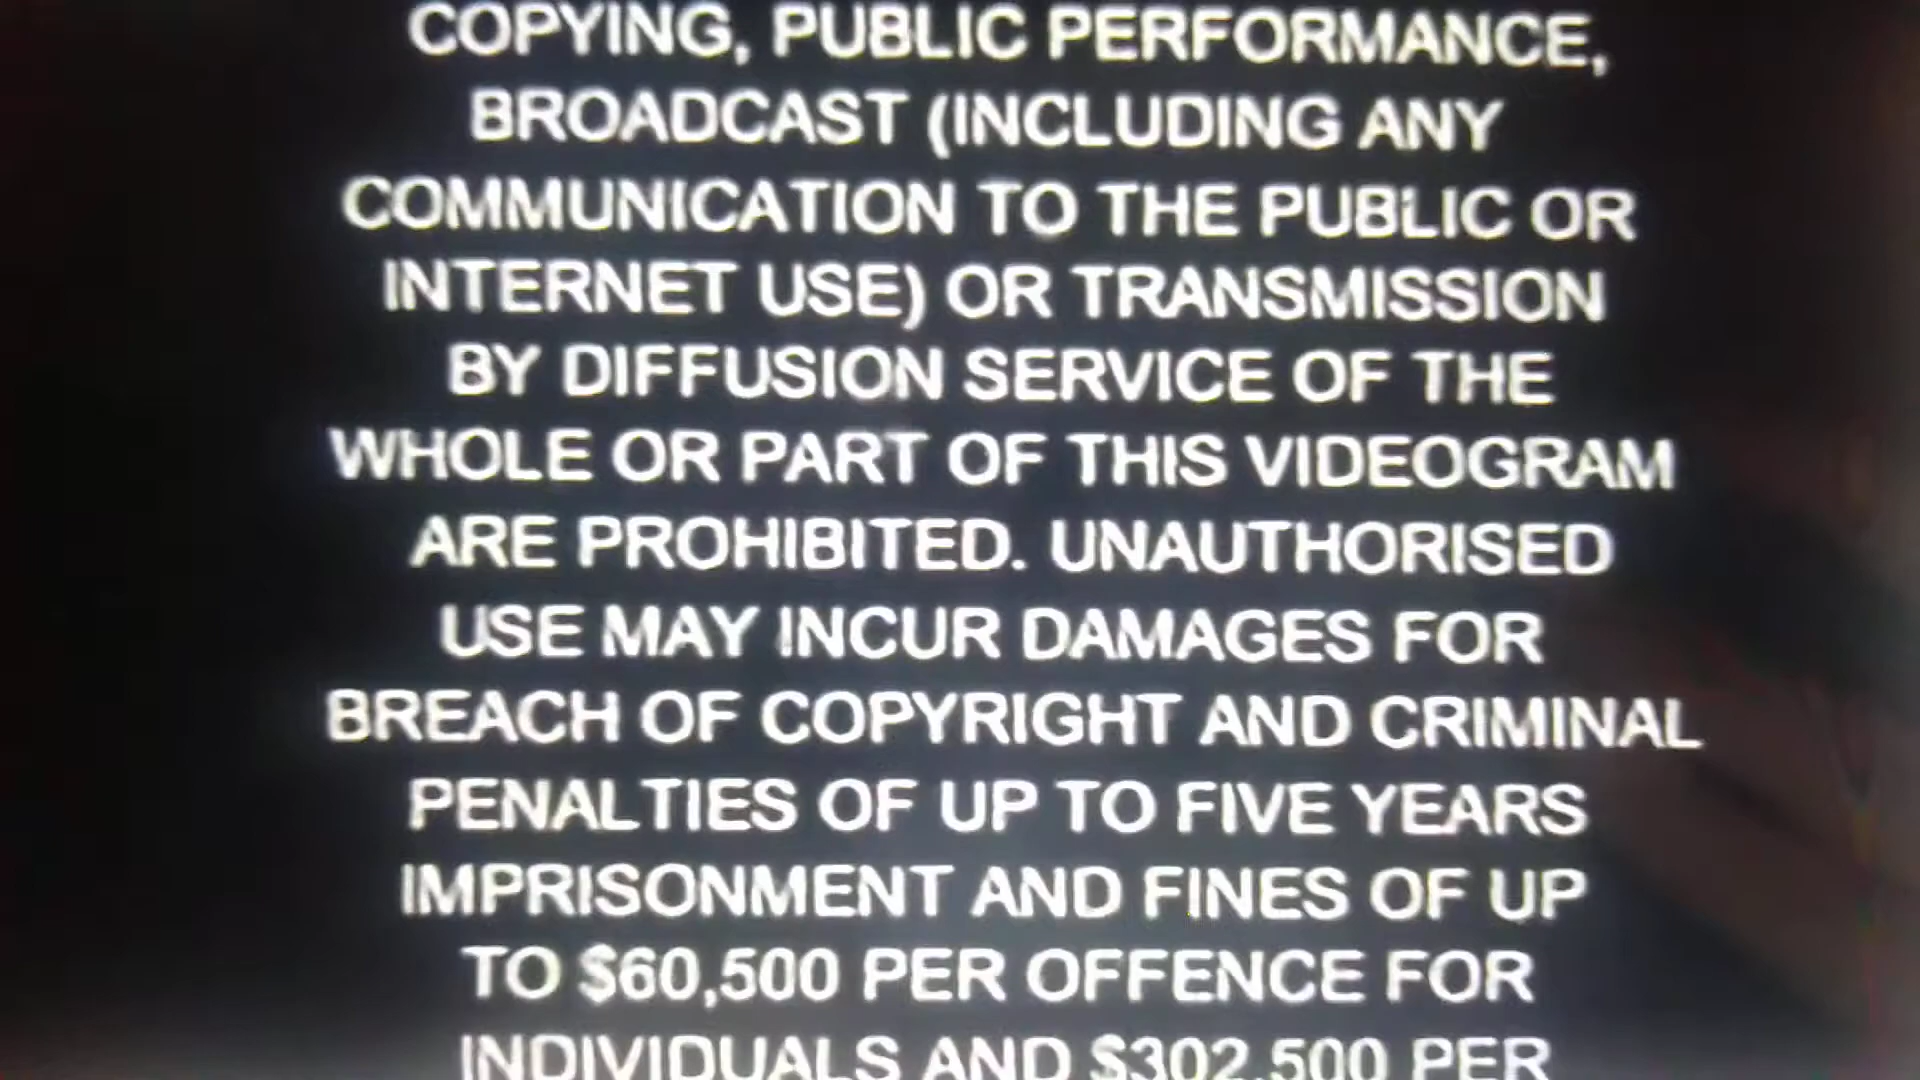 COPYING, PUBLIC PERFORMANCE,
BROADCAST (INCLUDING ANY
COMMUNICATION TO THE PUBLIC OR
INTERNET USE) OR TRANSMISSION
BY DIFFUSION SERVICE OF THE
WHOLE OR PART OF THIS VIDEOGRAM
ARE PROHIBITED. UNAUTHORISED
USE MAY INCUR DAMAGES FOR
BREACH OF COPYRIGHT AND CRIMINAL
PENALTIES OF UP TO FIVE YEARS
IMPRISONMENT AND FINES OF UP
TO $60,500 PER OFFENCE FOR
INDIVIDUALS AND $302,500 PER